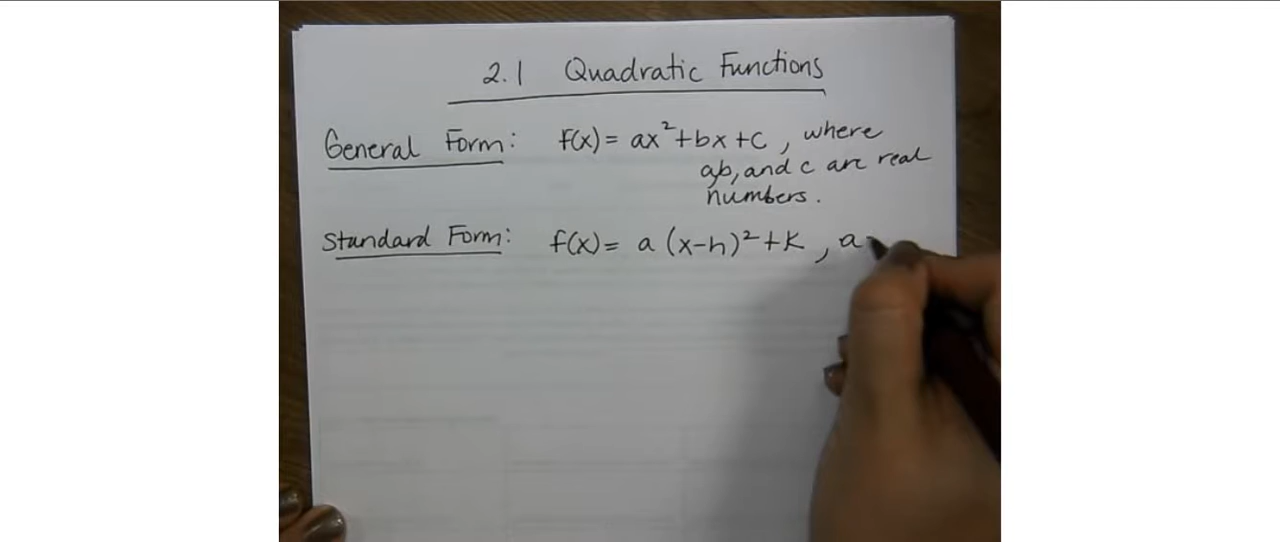 2.1 Quadratic Functions
General Form: f(x) = ax²+bx+c, where
a,b, and c are real
numbers.
Standard Form: f(x) = a(x-h)²+k, a